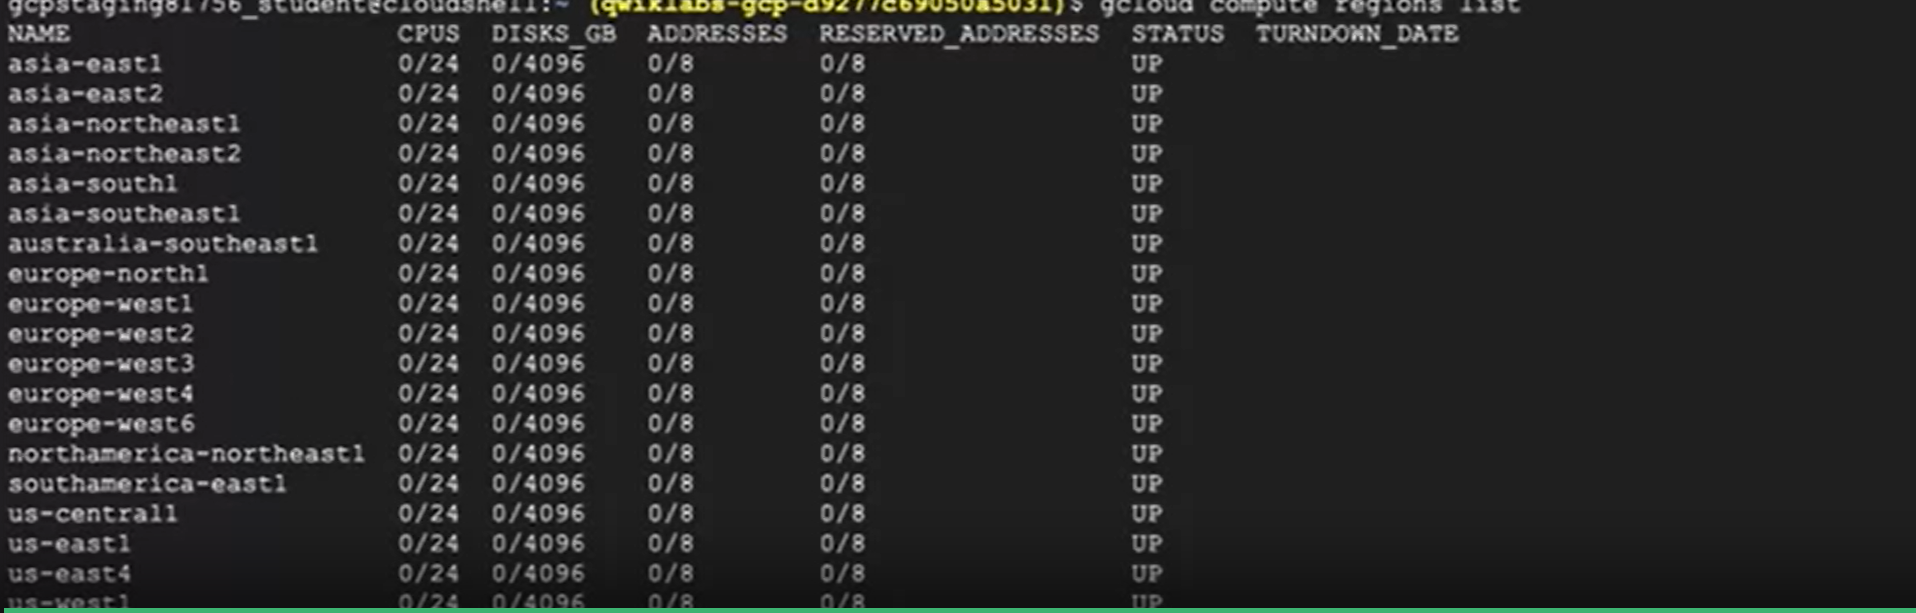 gcpstaging81756_student@cloudshell:~ (qwiklabs-gcp-d9277c69050a5031)$ gcloud compute regions list
NAME CPUS DISKS_GB ADDRESSES RESERVED_ADDRESSES STATUS TURNDOWN_DATE
asia-east1 0/24 0/4096 0/8 0/8 UP
asia-east2 0/24 0/4096 0/8 0/8 UP
asia-northeast1 0/24 0/4096 0/8 0/8 UP
asia-northeast2 0/24 0/4096 0/8 0/8 UP
asia-south1 0/24 0/4096 0/8 0/8 UP
asia-southeast1 0/24 0/4096 0/8 0/8 UP
australia-southeast1 0/24 0/4096 0/8 0/8 UP
europe-north1 0/24 0/4096 0/8 0/8 UP
europe-west1 0/24 0/4096 0/8 0/8 UP
europe-west2 0/24 0/4096 0/8 0/8 UP
europe-west3 0/24 0/4096 0/8 0/8 UP
europe-west4 0/24 0/4096 0/8 0/8 UP
europe-west6 0/24 0/4096 0/8 0/8 UP
northamerica-northeast1 0/24 0/4096 0/8 0/8 UP
southamerica-east1 0/24 0/4096 0/8 0/8 UP
us-central1 0/24 0/4096 0/8 0/8 UP
us-east1 0/24 0/4096 0/8 0/8 UP
us-east4 0/24 0/4096 0/8 0/8 UP
us-west1 0/24 0/4096 0/8 0/8 UP